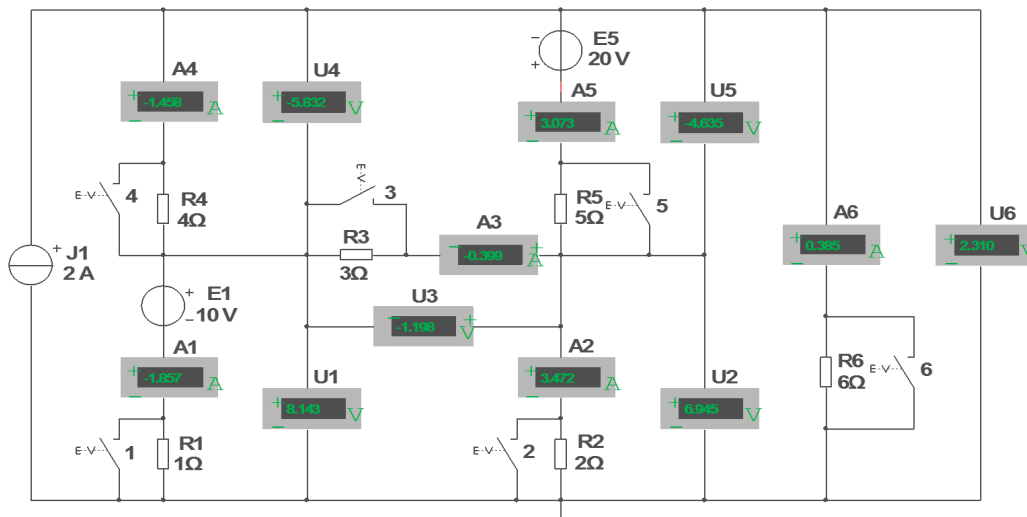 A4
-1.458
A
U4
-5.832
V
E5
20 V
A5
3.073
A
U5
-4.635
V
E-V
4
R4
4Ω
E-V
3
R3
3Ω
A3
-0.399
A
R5
5Ω
E-V
5
A6
0.385
A
U6
2.310
V
J1
2 A
E1
10 V
U3
-1.198
V
A1
-1.857
A
U1
8.143
V
A2
3.472
A
U2
6.945
V
R6
6Ω
E-V
6
E-V
1
R1
1Ω
E-V
2
R2
2Ω